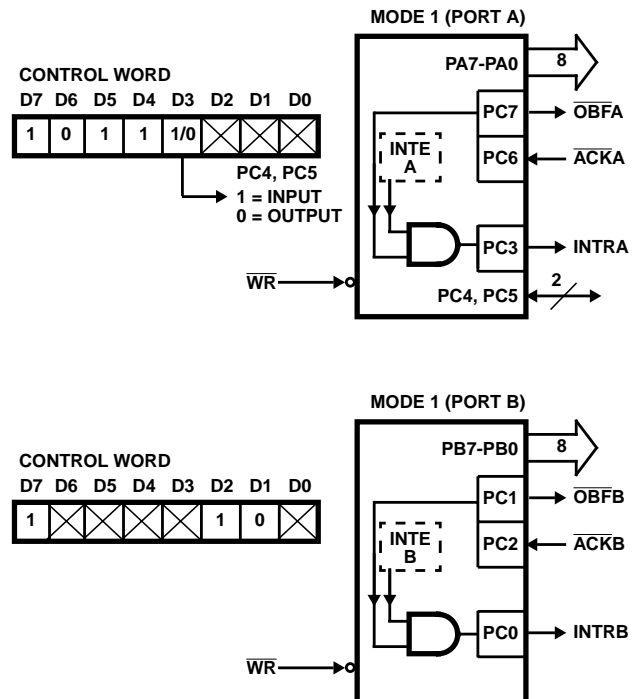 MODE 1 (PORT A)
CONTROL WORD
D7 D6 D5 D4 D3 D2 D1 D0
1 0 1 1 1/0
PC4, PC5
1 = INPUT
0 = OUTPUT
PA7-PA0
8
PC7
OBFA
INTE
A
PC6
ACKA
PC3
INTRA
WR
PC4, PC5
2
MODE 1 (PORT B)
CONTROL WORD
D7 D6 D5 D4 D3 D2 D1 D0
1 1 0
PB7-PB0
8
PC1
OBFB
INTE
B
PC2
ACKB
PC0
INTRB
WR